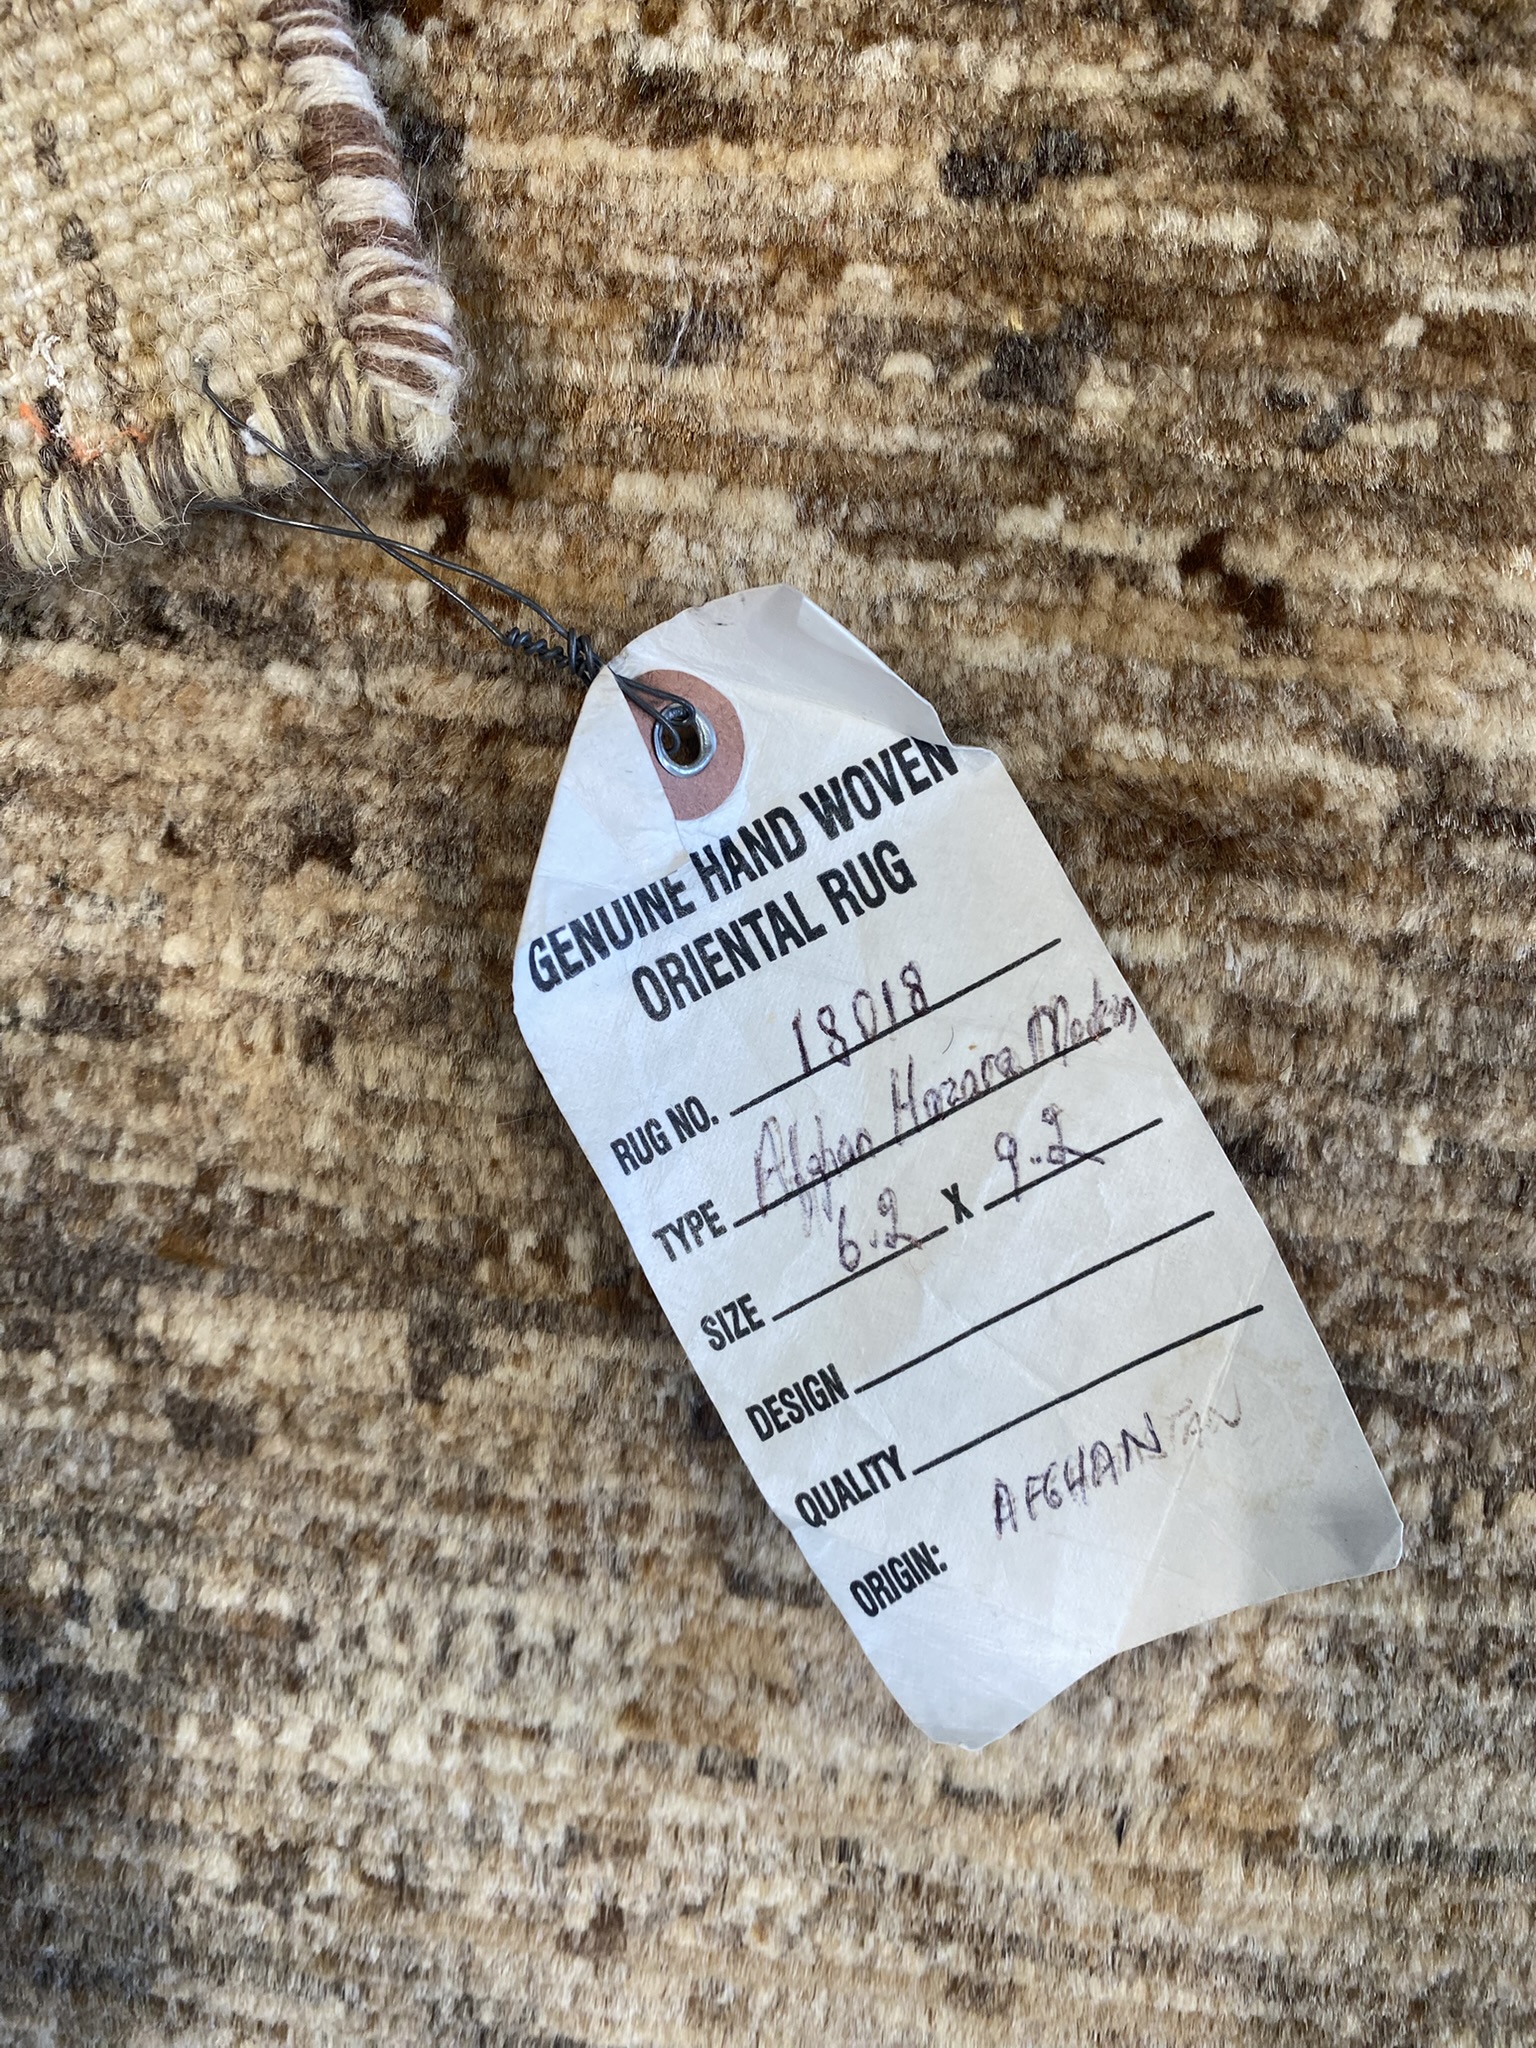 GENUINE HAND WOVEN
ORIENTAL RUG
RUG NO. 18018
TYPE Afghan Hazara Modern
SIZE 6.2 X 9.2
DESIGN
QUALITY
ORIGIN: AFGHANTAN